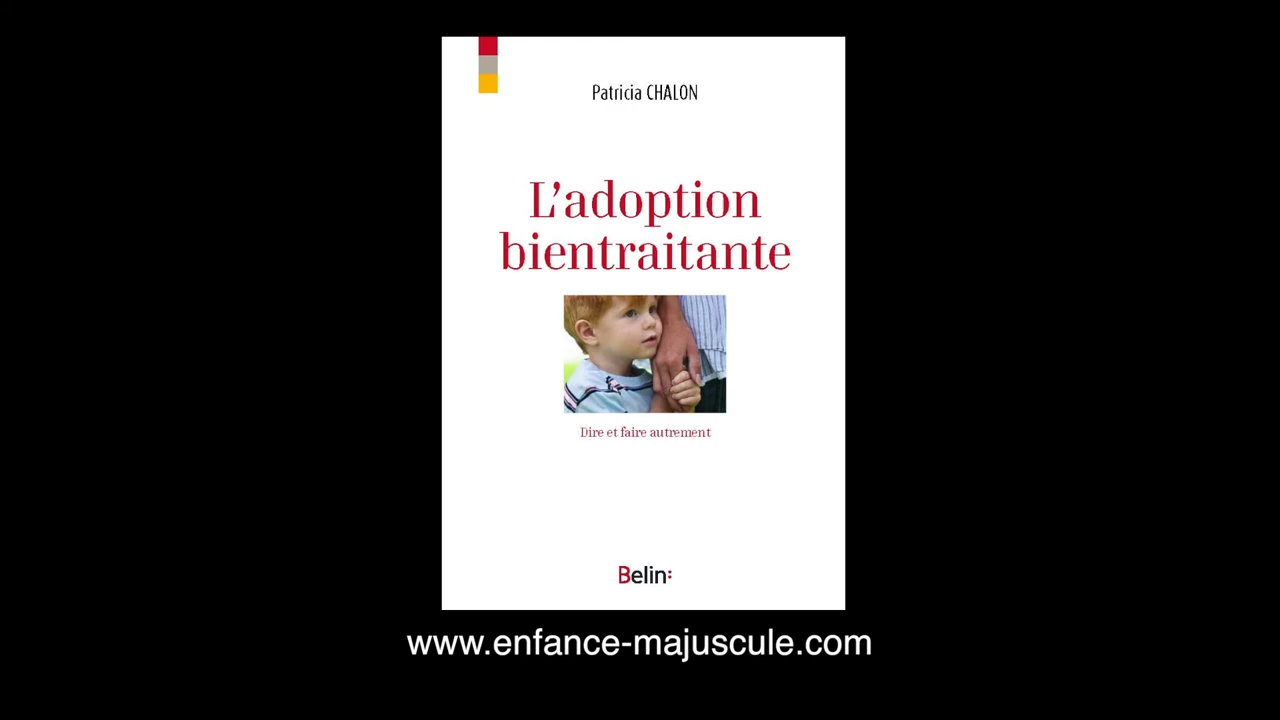 Patricia CHALON
L'adoption
bientraitante
Dire et faire autrement
Belin:
www.enfance-majuscule.com